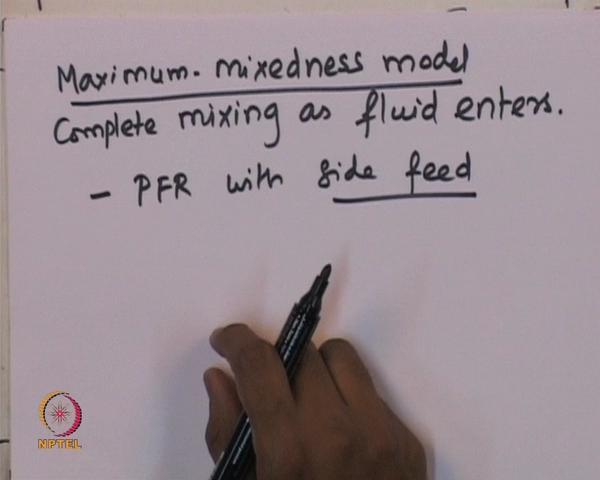 Maximum. mixedness model
Complete mixing as fluid enters.
- PFR with side feed
NPTEL